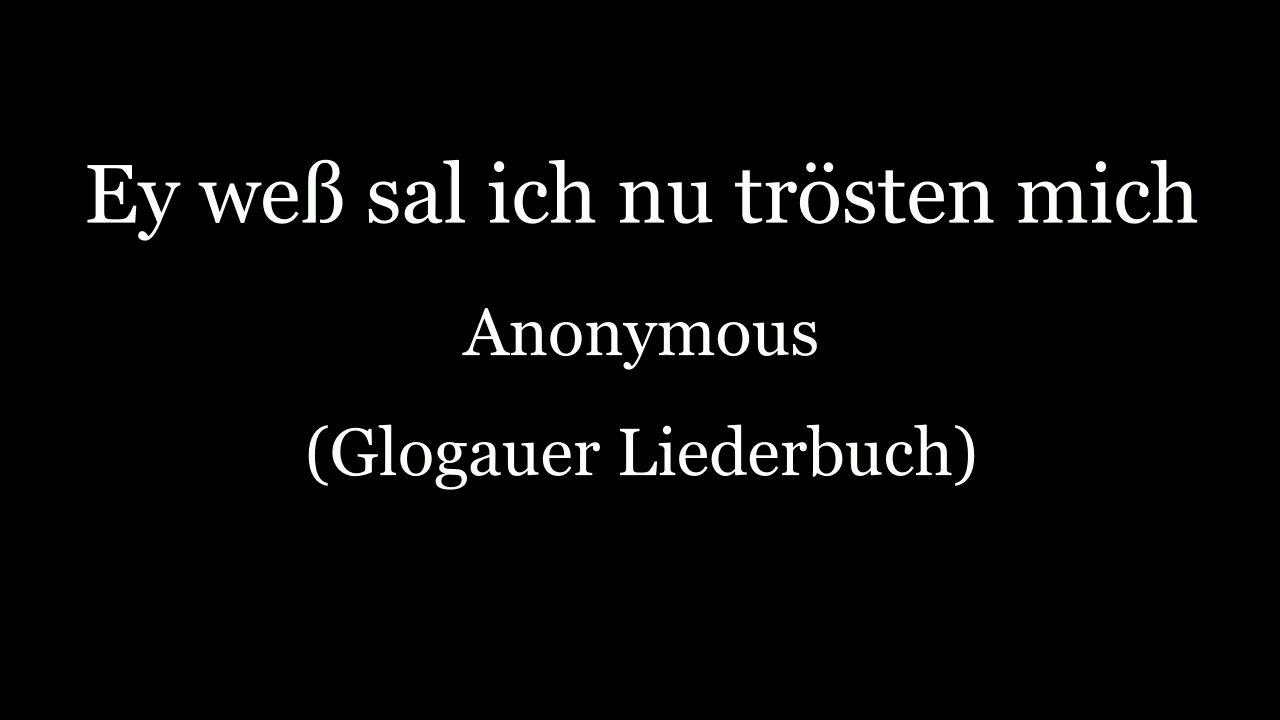 Ey weß sal ich nu trösten mich
Anonymous
(Glogauer Liederbuch)